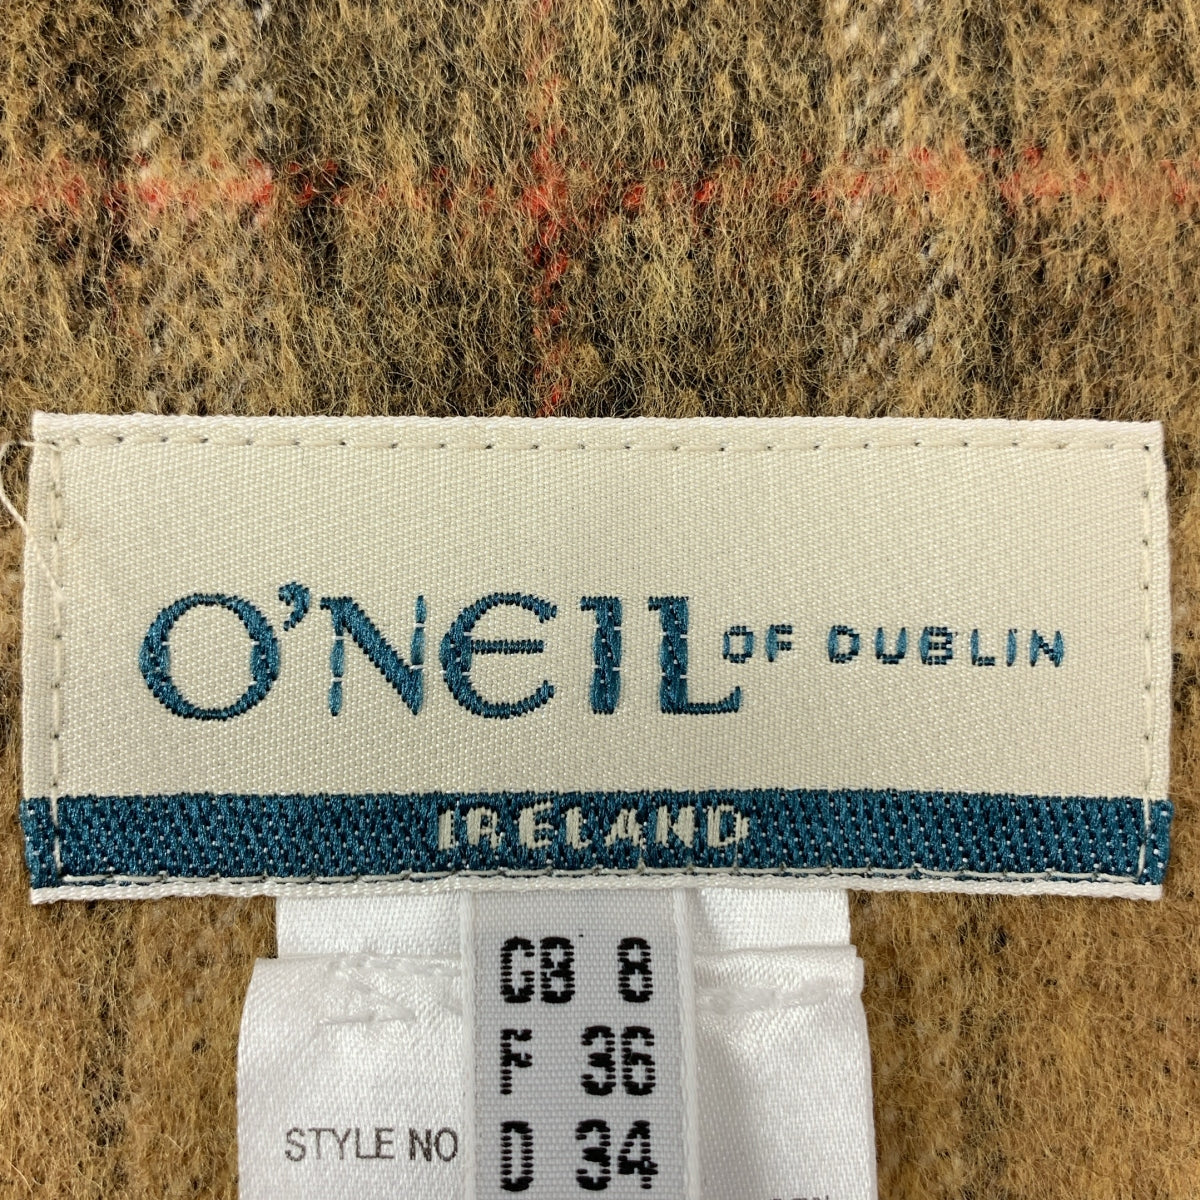 O'NEIL OF DUBLIN
IRELAND
GB 8
F 36
D 34
STYLE NO